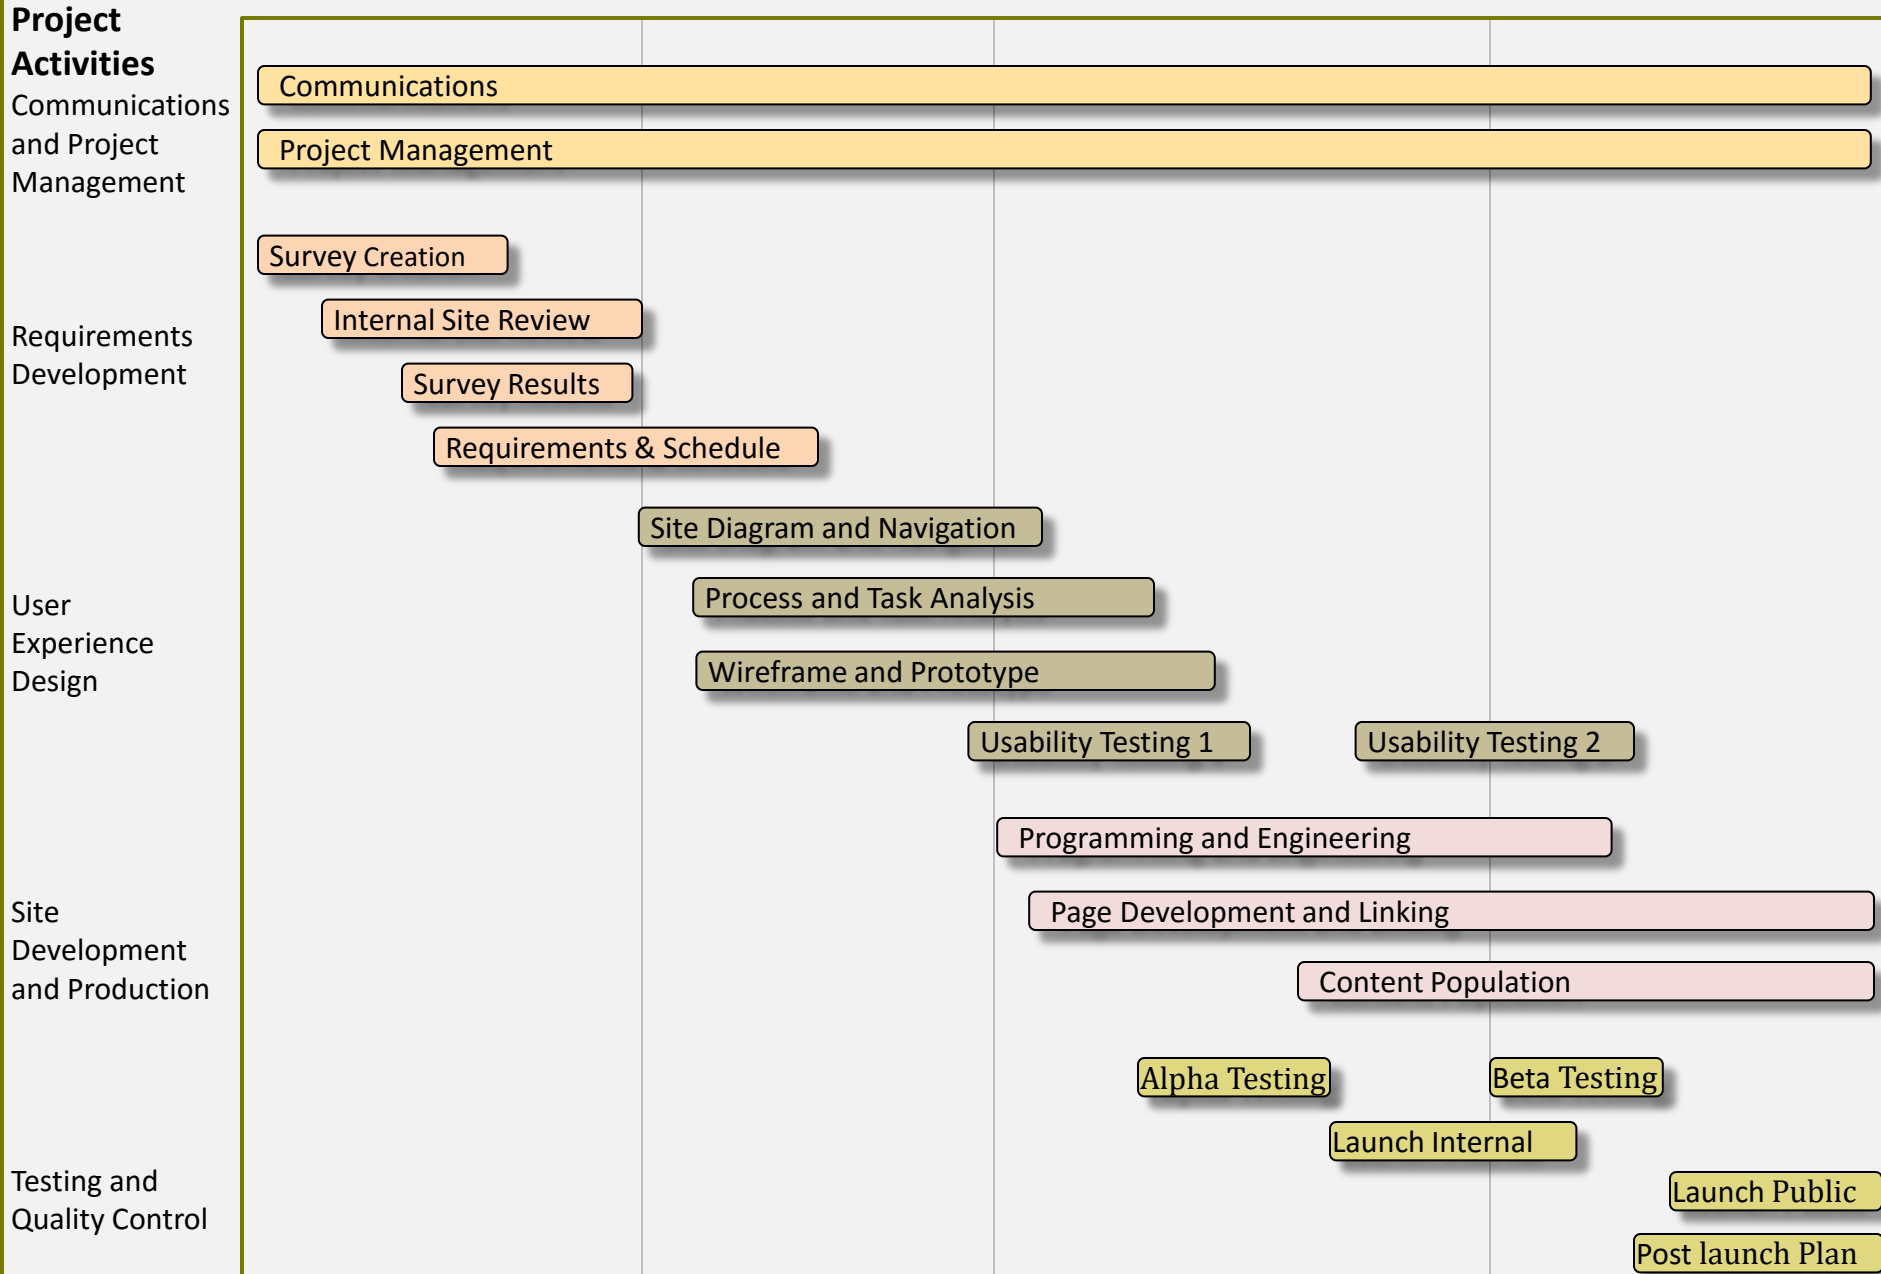 Project
Activities
Communications
and Project
Management
Communications
Project Management
Requirements
Development
Survey Creation
Internal Site Review
Survey Results
Requirements & Schedule
User
Experience
Design
Site Diagram and Navigation
Process and Task Analysis
Wireframe and Prototype
Usability Testing 1
Usability Testing 2
Site
Development
and Production
Programming and Engineering
Page Development and Linking
Content Population
Testing and
Quality Control
Alpha Testing
Beta Testing
Launch Internal
Launch Public
Post launch Plan